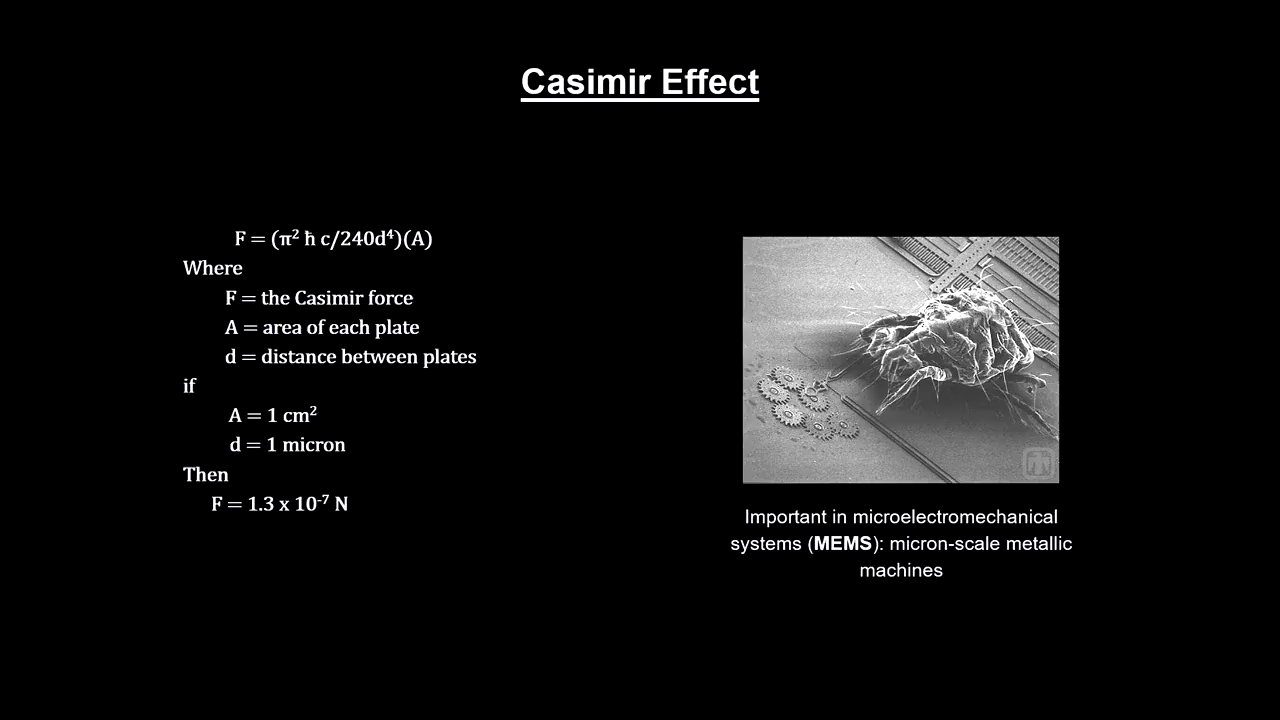 Casimir Effect
F = (π² ħ c/240d⁴)(A)
Where
F = the Casimir force
A = area of each plate
d = distance between plates
if
A = 1 cm²
d = 1 micron
Then
F = 1.3 x 10⁻⁷ N
Important in microelectromechanical
systems (MEMS): micron-scale metallic
machines